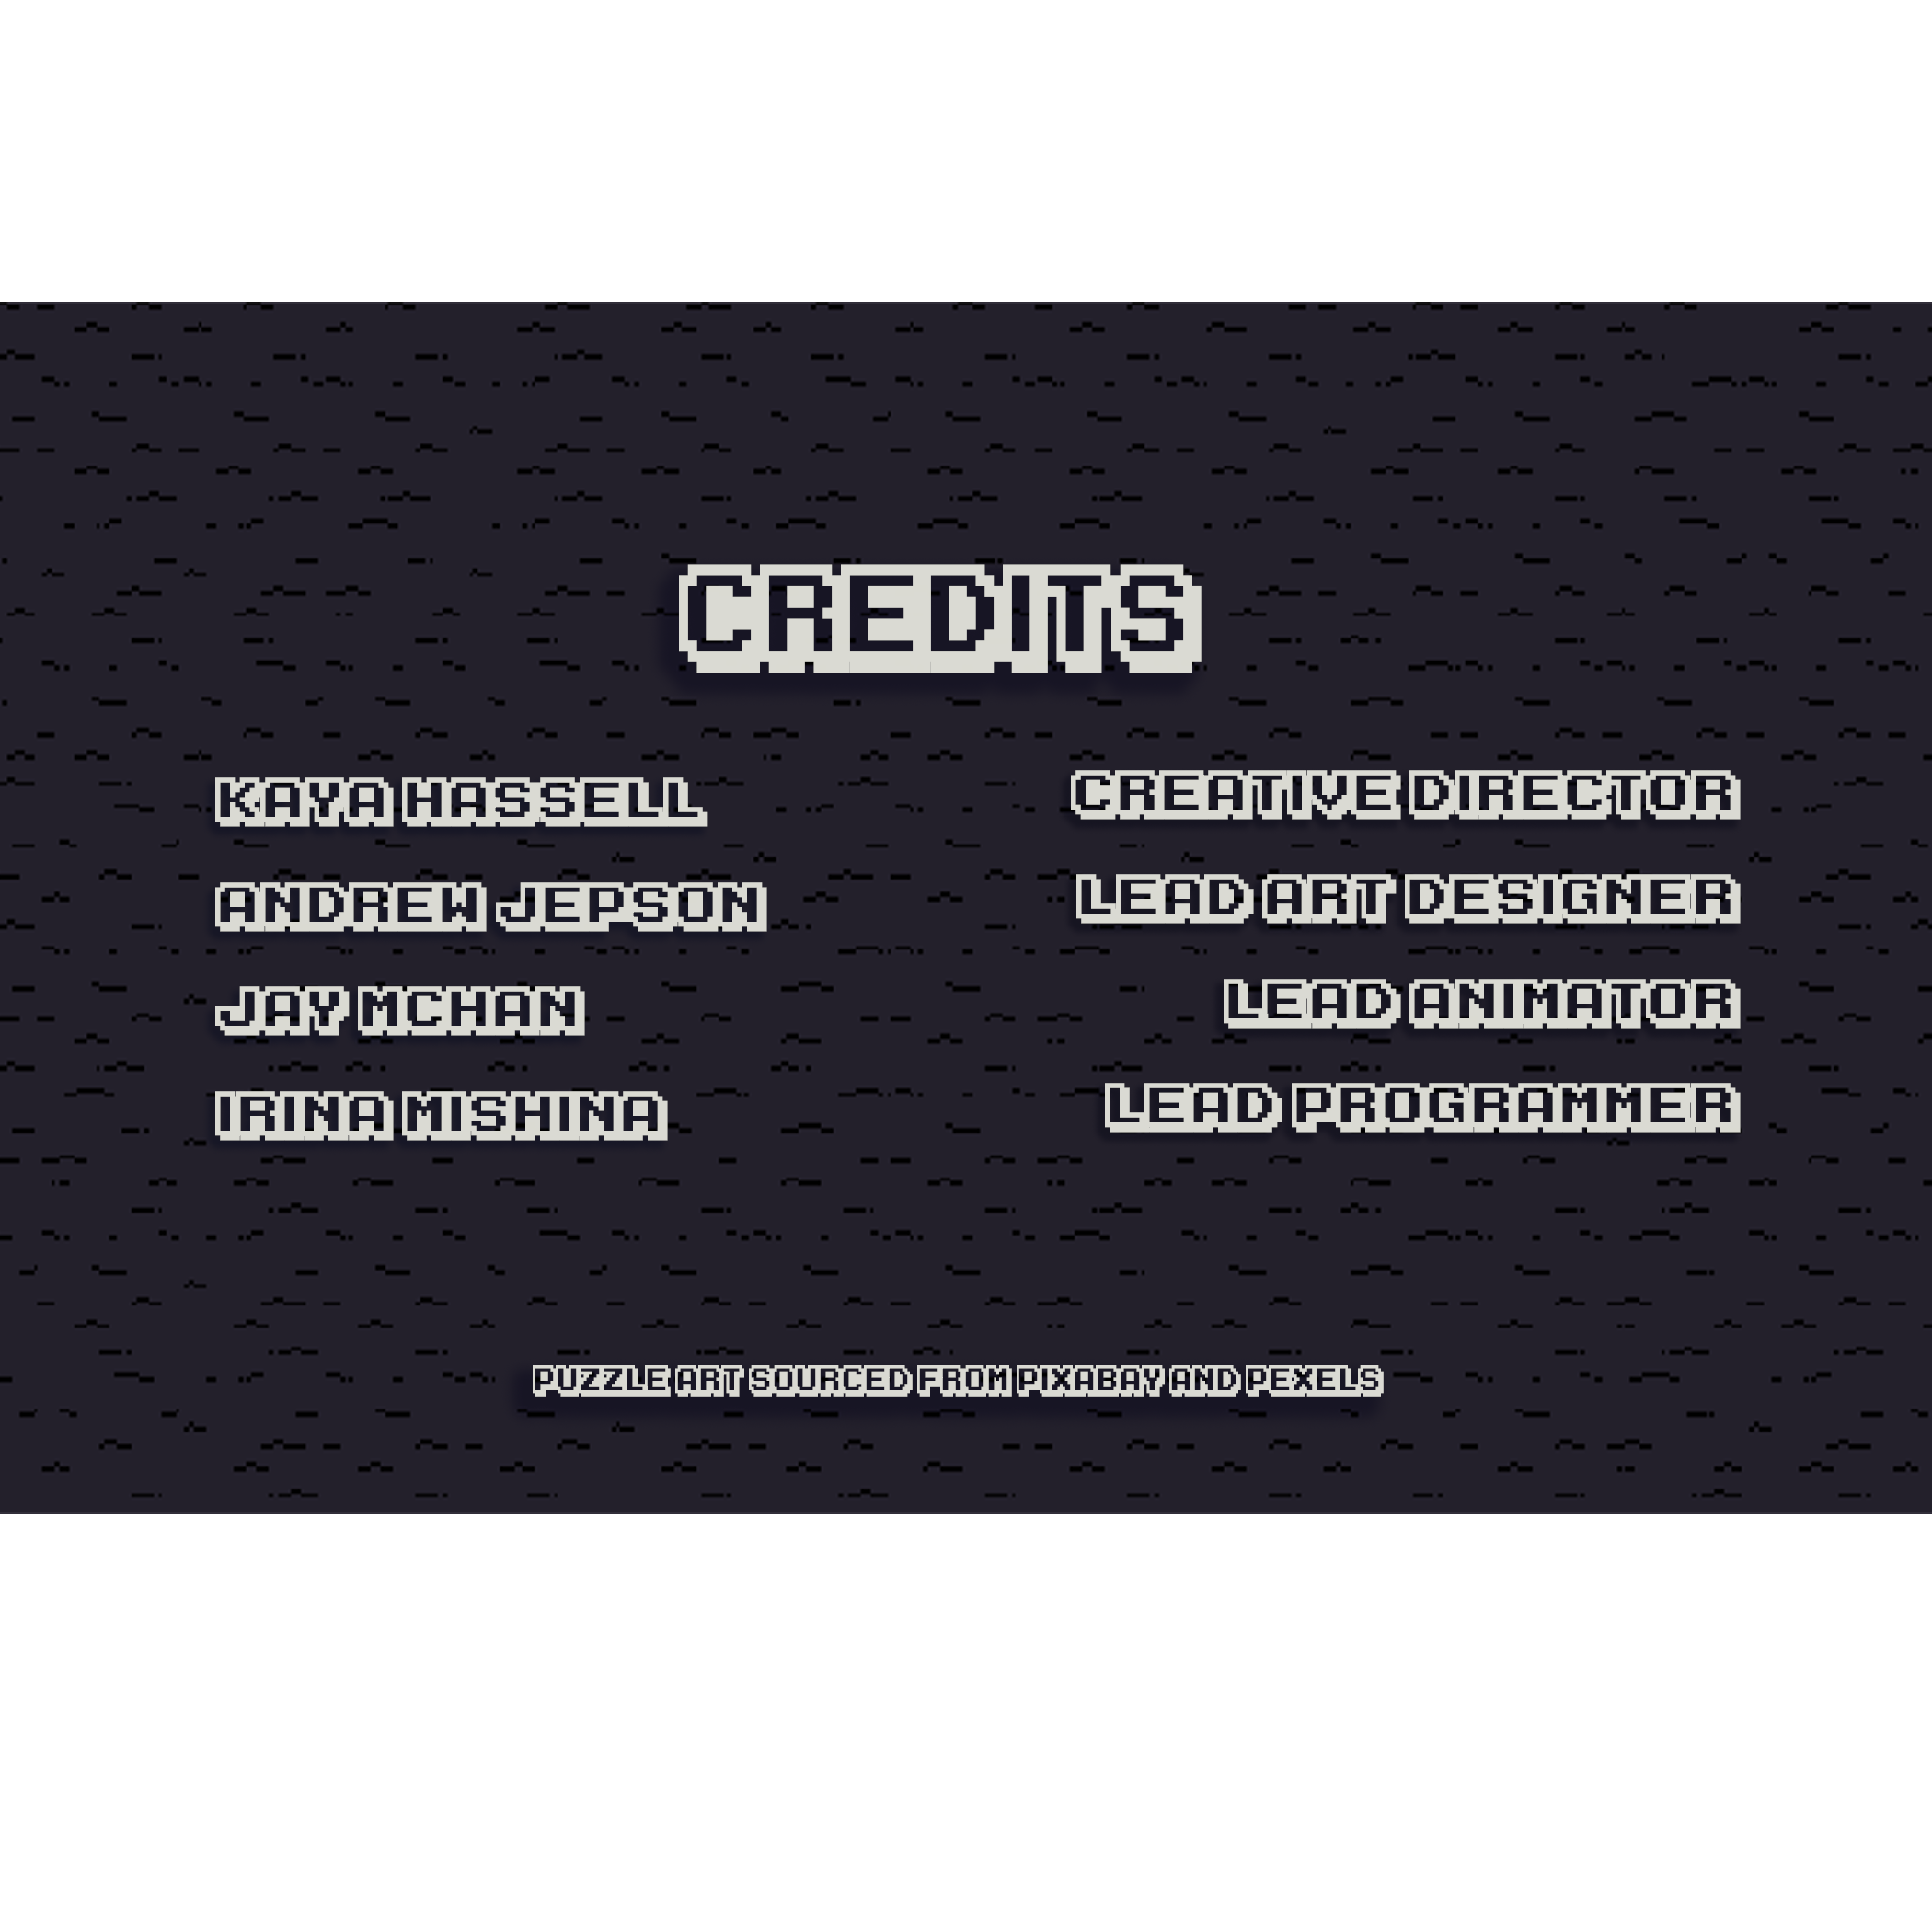 CREDITS
KAYA HASSELL CREATIVE DIRECTOR
ANDREW JEPSON LEAD ART DESIGNER
JAY MCHAN LEAD ANIMATOR
IRINA MISHINA LEAD PROGRAMMER
PUZZLE ART SOURCED FROM PIXABAY AND PEXELS